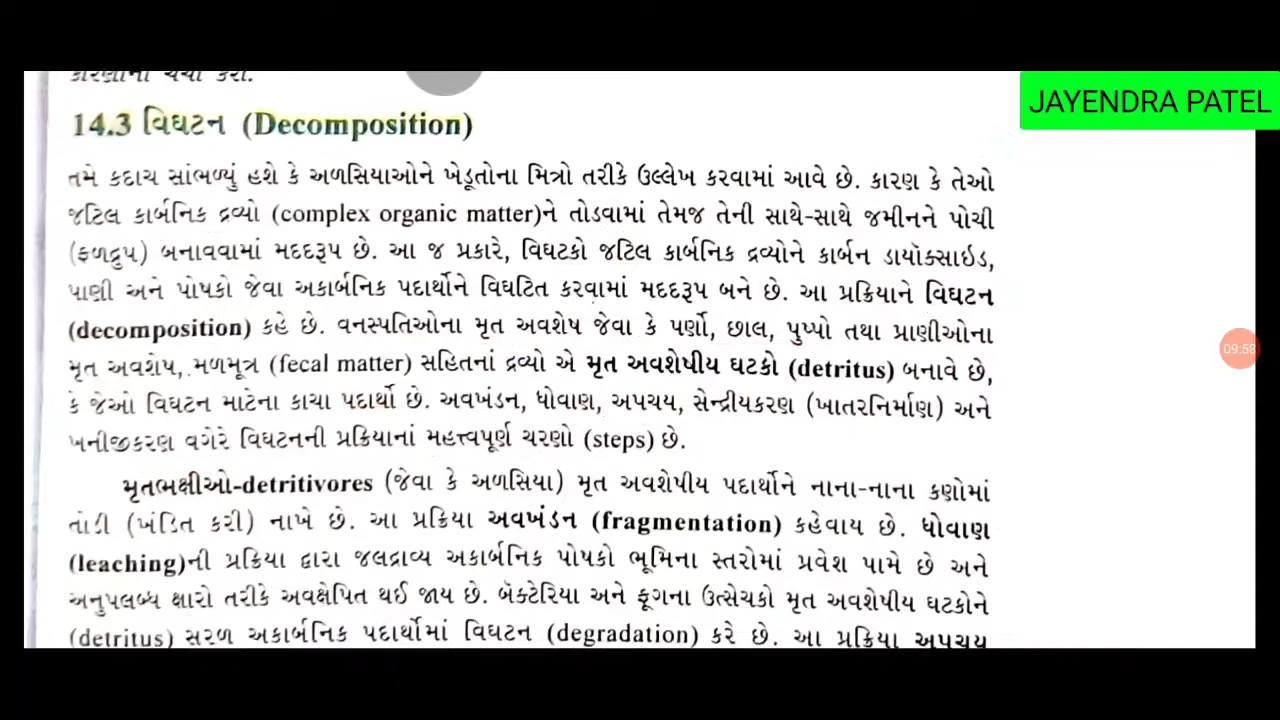 કારણોની ચર્ચા કરો.
JAYENDRA PATEL
14.3 વિઘટન (Decomposition)
તમે કદાચ સાંભળ્યું હશે કે અળસિયાઓને ખેડૂતોના મિત્રો તરીકે ઉલ્લેખ કરવામાં આવે છે. કારણ કે તેઓ
જટિલ કાર્બનિક દ્રવ્યો (complex organic matter)ને તોડવામાં તેમજ તેની સાથે-સાથે જમીનને પોચી
(ફળદ્રુપ) બનાવવામાં મદદરૂપ છે. આ જ પ્રકારે, વિઘટકો જટિલ કાર્બનિક દ્રવ્યોને કાર્બન ડાયૉક્સાઇડ,
પાણી અને પોષકો જેવા અકાર્બનિક પદાર્થોને વિઘટિત કરવામાં મદદરૂપ બને છે. આ પ્રક્રિયાને વિઘટન
(decomposition) કહે છે. વનસ્પતિઓના મૃત અવશેષ જેવા કે પર્ણો, છાલ, પુષ્પો તથા પ્રાણીઓના
મૃત અવશેષ, મળમૂત્ર (fecal matter) સહિતનાં દ્રવ્યો એ મૃત અવશેષીય ઘટકો (detritus) બનાવે છે,
કે જેઓ વિઘટન માટેના કાચા પદાર્થો છે. અવખંડન, ધોવાણ, અપચય, સેન્દ્રીયકરણ (ખાતરનિર્માણ) અને
ખનીજીકરણ વગેરે વિઘટનની પ્રક્રિયાનાં મહત્ત્વપૂર્ણ ચરણો (steps) છે.
મૃતભક્ષીઓ-detritivores (જેવા કે અળસિયા) મૃત અવશેષીય પદાર્થોને નાના-નાના કણોમાં
તોડી (ખંડિત કરી) નાખે છે. આ પ્રક્રિયા અવખંડન (fragmentation) કહેવાય છે. ધોવાણ
(leaching)ની પ્રક્રિયા દ્વારા જલદ્રાવ્ય અકાર્બનિક પોષકો ભૂમિના સ્તરોમાં પ્રવેશ પામે છે અને
અનુપલબ્ધ ક્ષારો તરીકે અવક્ષેપિત થઈ જાય છે. બૅક્ટેરિયા અને ફૂગના ઉત્સેચકો મૃત અવશેષીય ઘટકોને
(detritus) સરળ અકાર્બનિક પદાર્થોમાં વિઘટન (degradation) કરે છે. આ પ્રક્રિયા અપચય
09:58